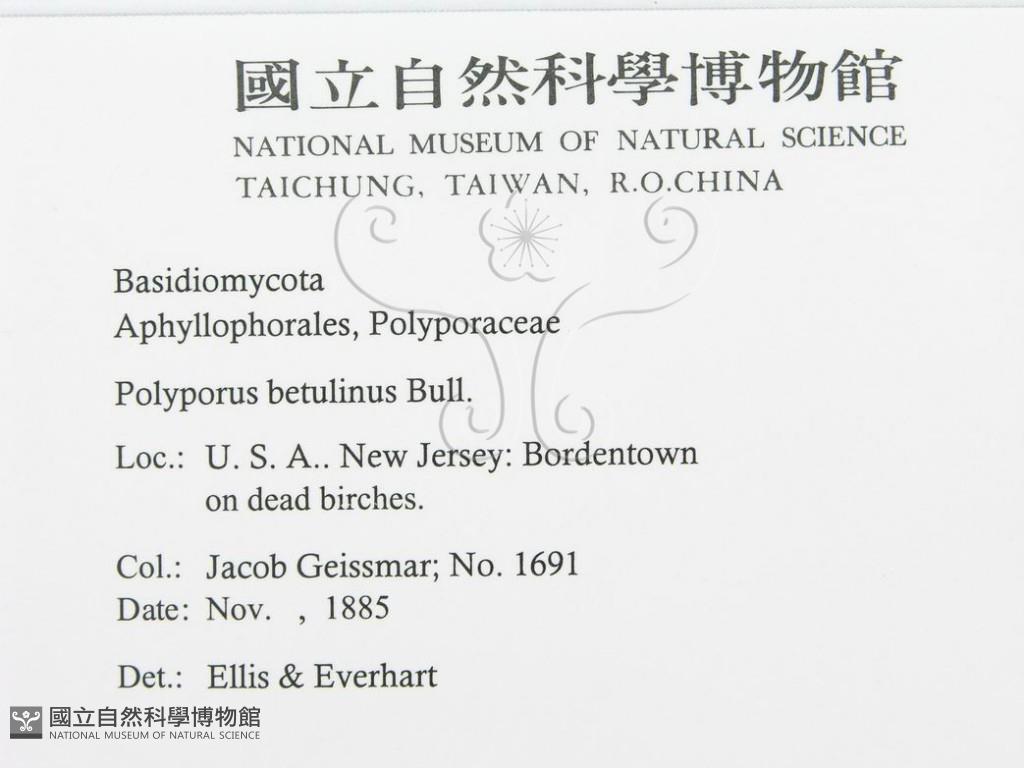 國立自然科學博物館
NATIONAL MUSEUM OF NATURAL SCIENCE
TAICHUNG, TAIWAN, R.O.CHINA
Basidiomycota
Aphyllophorales, Polyporaceae
Polyporus betulinus Bull.
Loc.: U. S. A.. New Jersey: Bordentown
on dead birches.
Col.: Jacob Geissmar; No. 1691
Date: Nov. , 1885
Det.: Ellis & Everhart
國立自然科學博物館
NATIONAL MUSEUM OF NATURAL SCIENCE